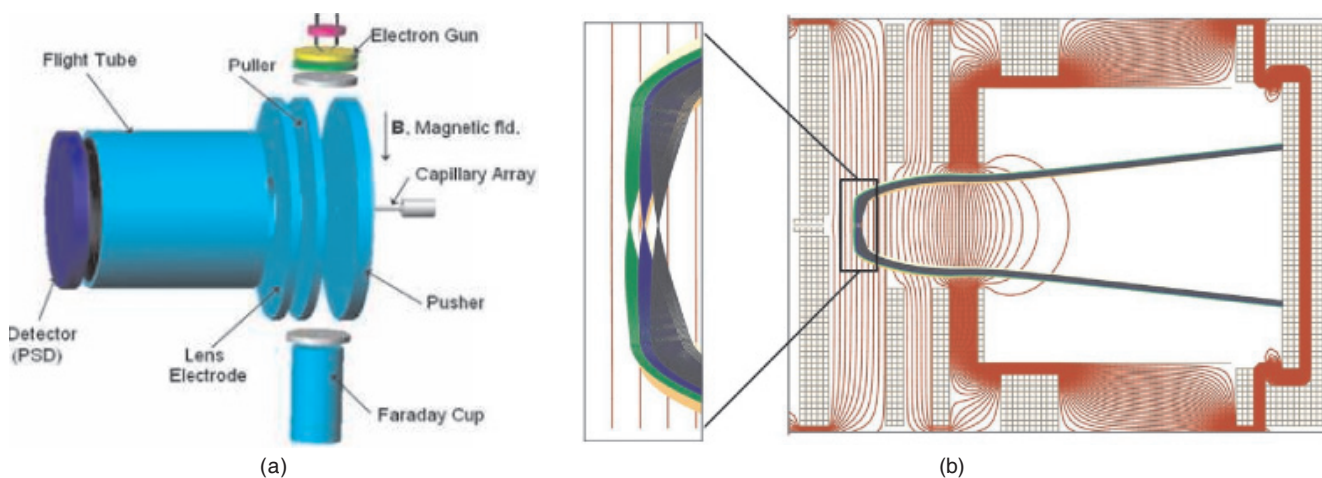 Electron Gun
Flight Tube
Puller
B, Magnetic fld.
Capillary Array
Pusher
Detector
(PSD)
Lens
Electrode
Faraday Cup
(a)
(b)